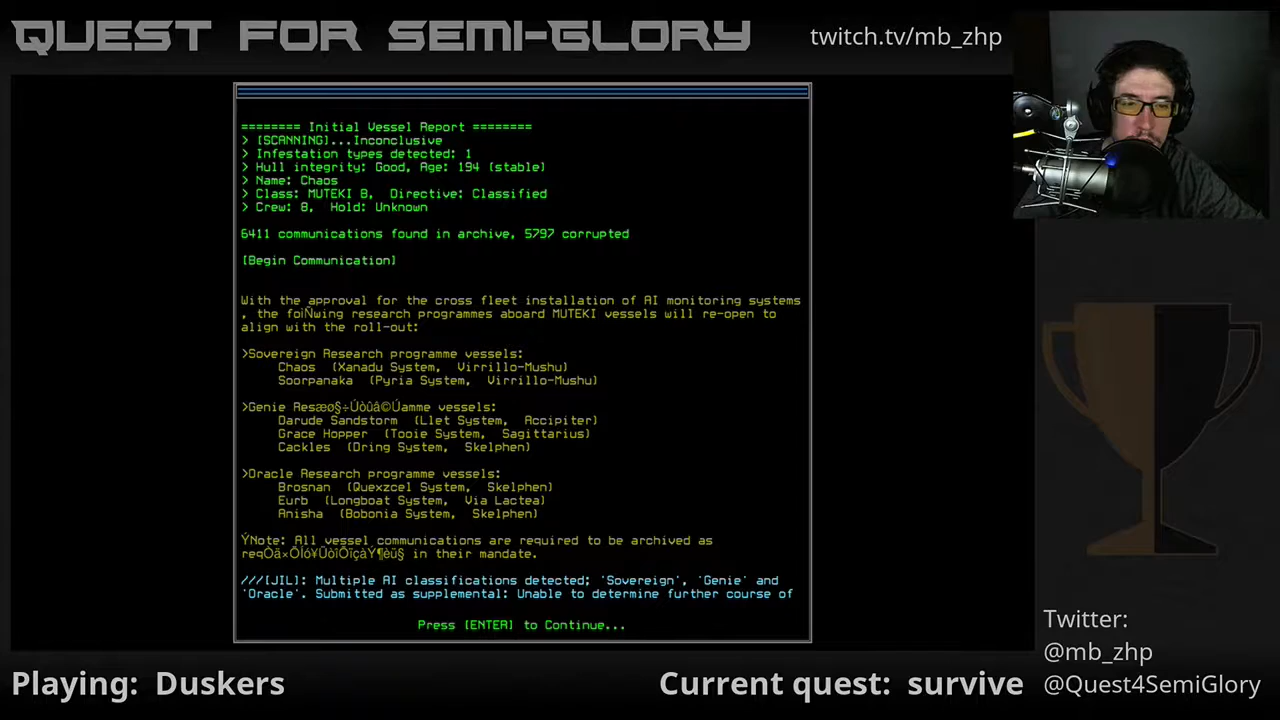 QUEST FOR SEMI-GLORY
twitch.tv/mb_zhp
======== Initial Vessel Report ========
> [SCANNING]...Inconclusive
> Infestation types detected: 1
> Hull integrity: Good, Age: 194 (stable)
> Name: Chaos
> Class: MUTEKI 8, Directive: Classified
> Crew: 8, Hold: Unknown
6411 communications found in archive, 5797 corrupted
[Begin Communication]
With the approval for the cross fleet installation of AI monitoring systems
, the foiÑwing research programmes aboard MUTEKI vessels will re-open to
align with the roll-out:
>Sovereign Research programme vessels:
Chaos (Xanadu System, Virrillo-Mushu)
Soorpanaka (Pyria System, Virrillo-Mushu)
>Genie Resæø§÷Úòûâ©Úamme vessels:
Darude Sandstorm (Llet System, Accipiter)
Grace Hopper (Tooie System, Sagittarius)
Cackles (Dring System, Skelphen)
>Oracle Research programme vessels:
Brosnan (Quexzcel System, Skelphen)
Eurb (Longboat System, Via Lactea)
Anisha (Bobonia System, Skelphen)
ÝNote: All vessel communications are required to be archived as
in their mandate.
///[JIL]: Multiple AI classifications detected; 'Sovereign', 'Genie' and
'Oracle'. Submitted as supplemental: Unable to determine further course of
Press [ENTER] to Continue...
Twitter:
@mb_zhp
@Quest4SemiGlory
Playing: Duskers
Current quest: survive